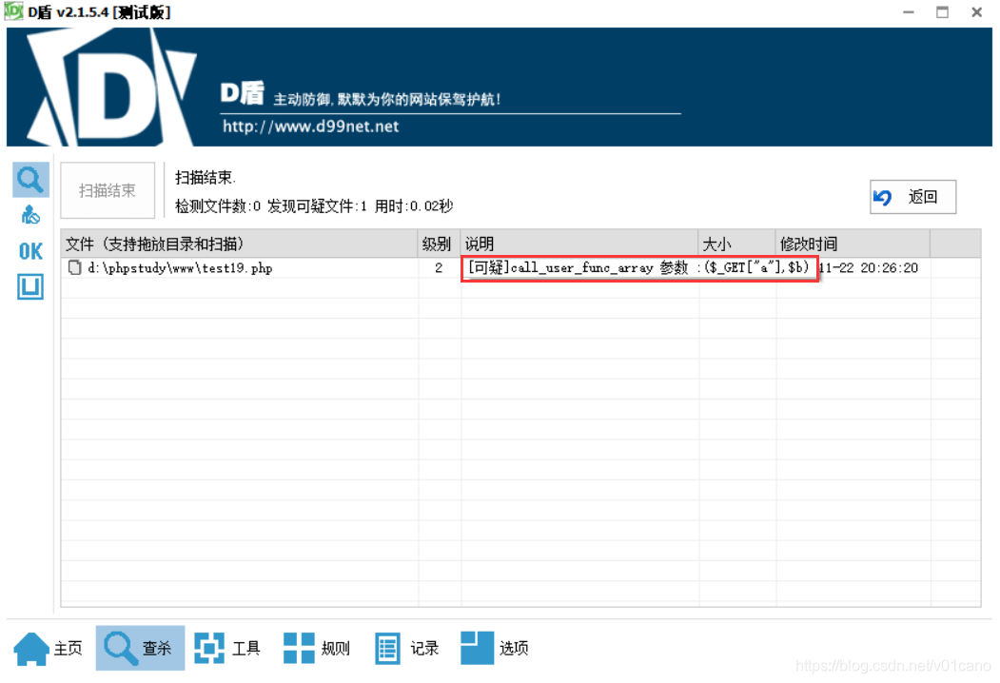 D盾 v2.1.5.4 [测试版]
D盾 主动防御,默默为你的网站保驾护航!
http://www.d99net.net
扫描结束
扫描结束.
检测文件数:0 发现可疑文件:1 用时:0.02秒
返回
文件（支持拖放目录和扫描） 级别 说明 大小 修改时间
d:\phpstudy\www\test19.php 2 [可疑]call_user_func_array 参数 :($_GET["a"],$b) 11-22 20:26:20
OK
主页 查杀 工具 规则 记录 选项
https://blog.csdn.net/v01cano